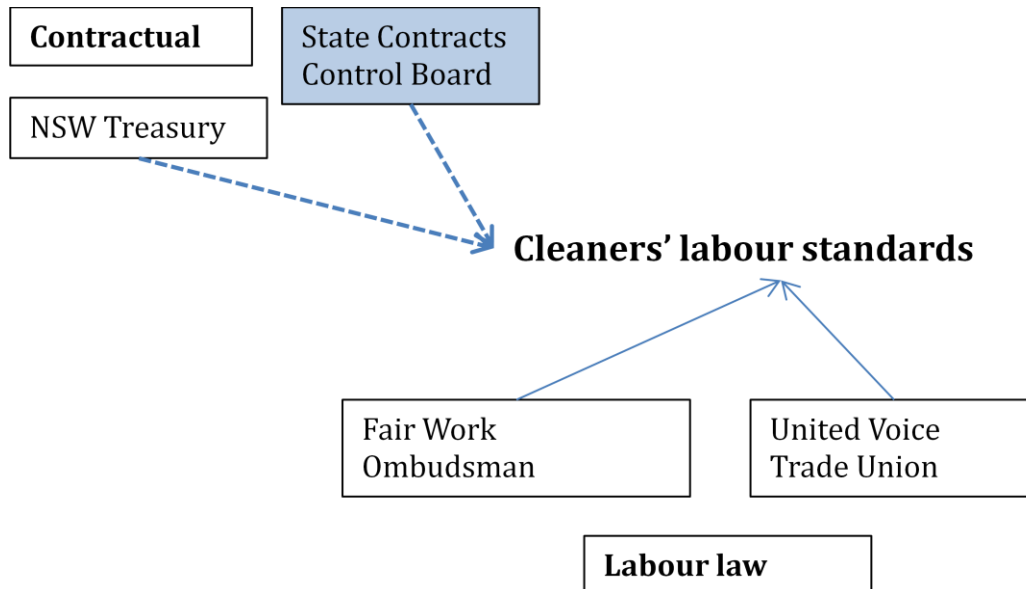 Contractual
State Contracts
Control Board
NSW Treasury
Cleaners’ labour standards
Fair Work
Ombudsman
United Voice
Trade Union
Labour law